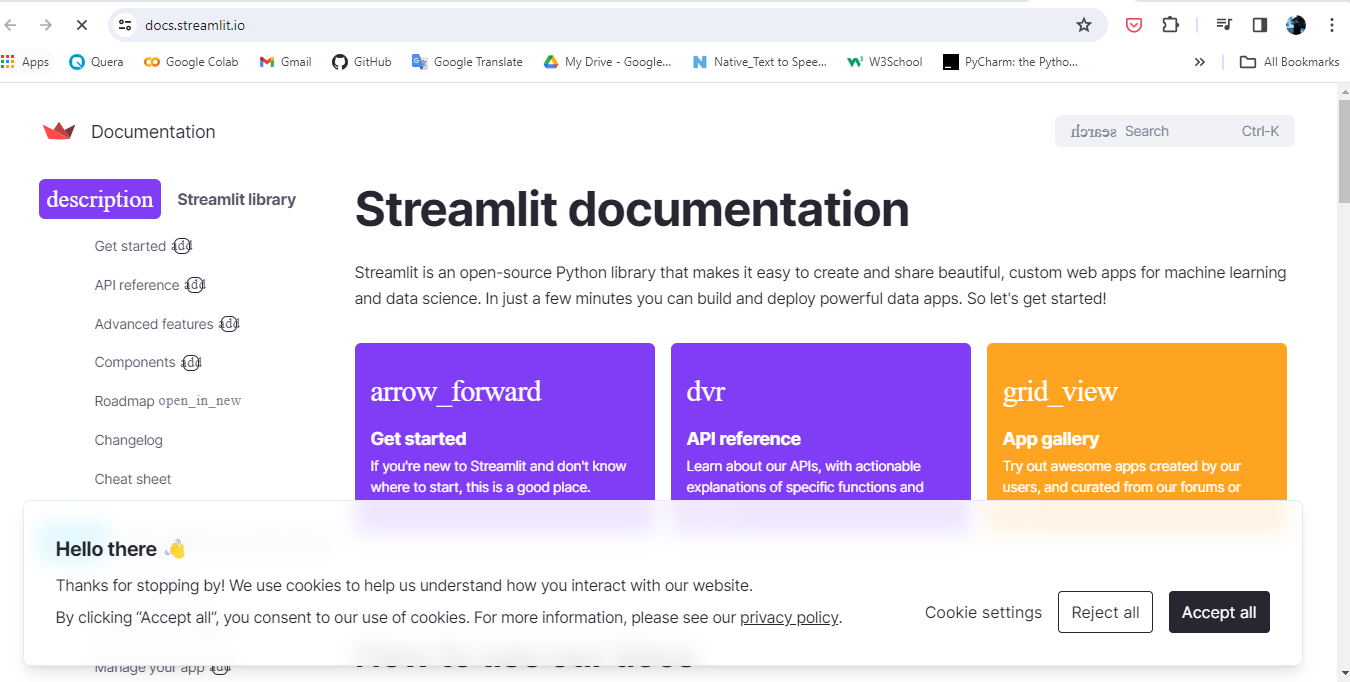 docs.streamlit.io
Apps Quera Google Colab Gmail GitHub Google Translate My Drive - Google... Native_Text to Spee... W3School PyCharm: the Pytho... » All Bookmarks
Documentation
search Search Ctrl-K
description Streamlit library
Get started add
API reference add
Advanced features add
Components add
Roadmap open_in_new
Changelog
Cheat sheet
Streamlit documentation
Streamlit is an open-source Python library that makes it easy to create and share beautiful, custom web apps for machine learning
and data science. In just a few minutes you can build and deploy powerful data apps. So let's get started!
arrow_forward
Get started
If you're new to Streamlit and don't know
where to start, this is a good place.
dvr
API reference
Learn about our APIs, with actionable
explanations of specific functions and
grid_view
App gallery
Try out awesome apps created by our
users, and curated from our forums or
Hello there 👋
Thanks for stopping by! We use cookies to help us understand how you interact with our website.
By clicking “Accept all”, you consent to our use of cookies. For more information, please see our privacy policy.
Cookie settings Reject all Accept all
Manage your app add
How to use our docs